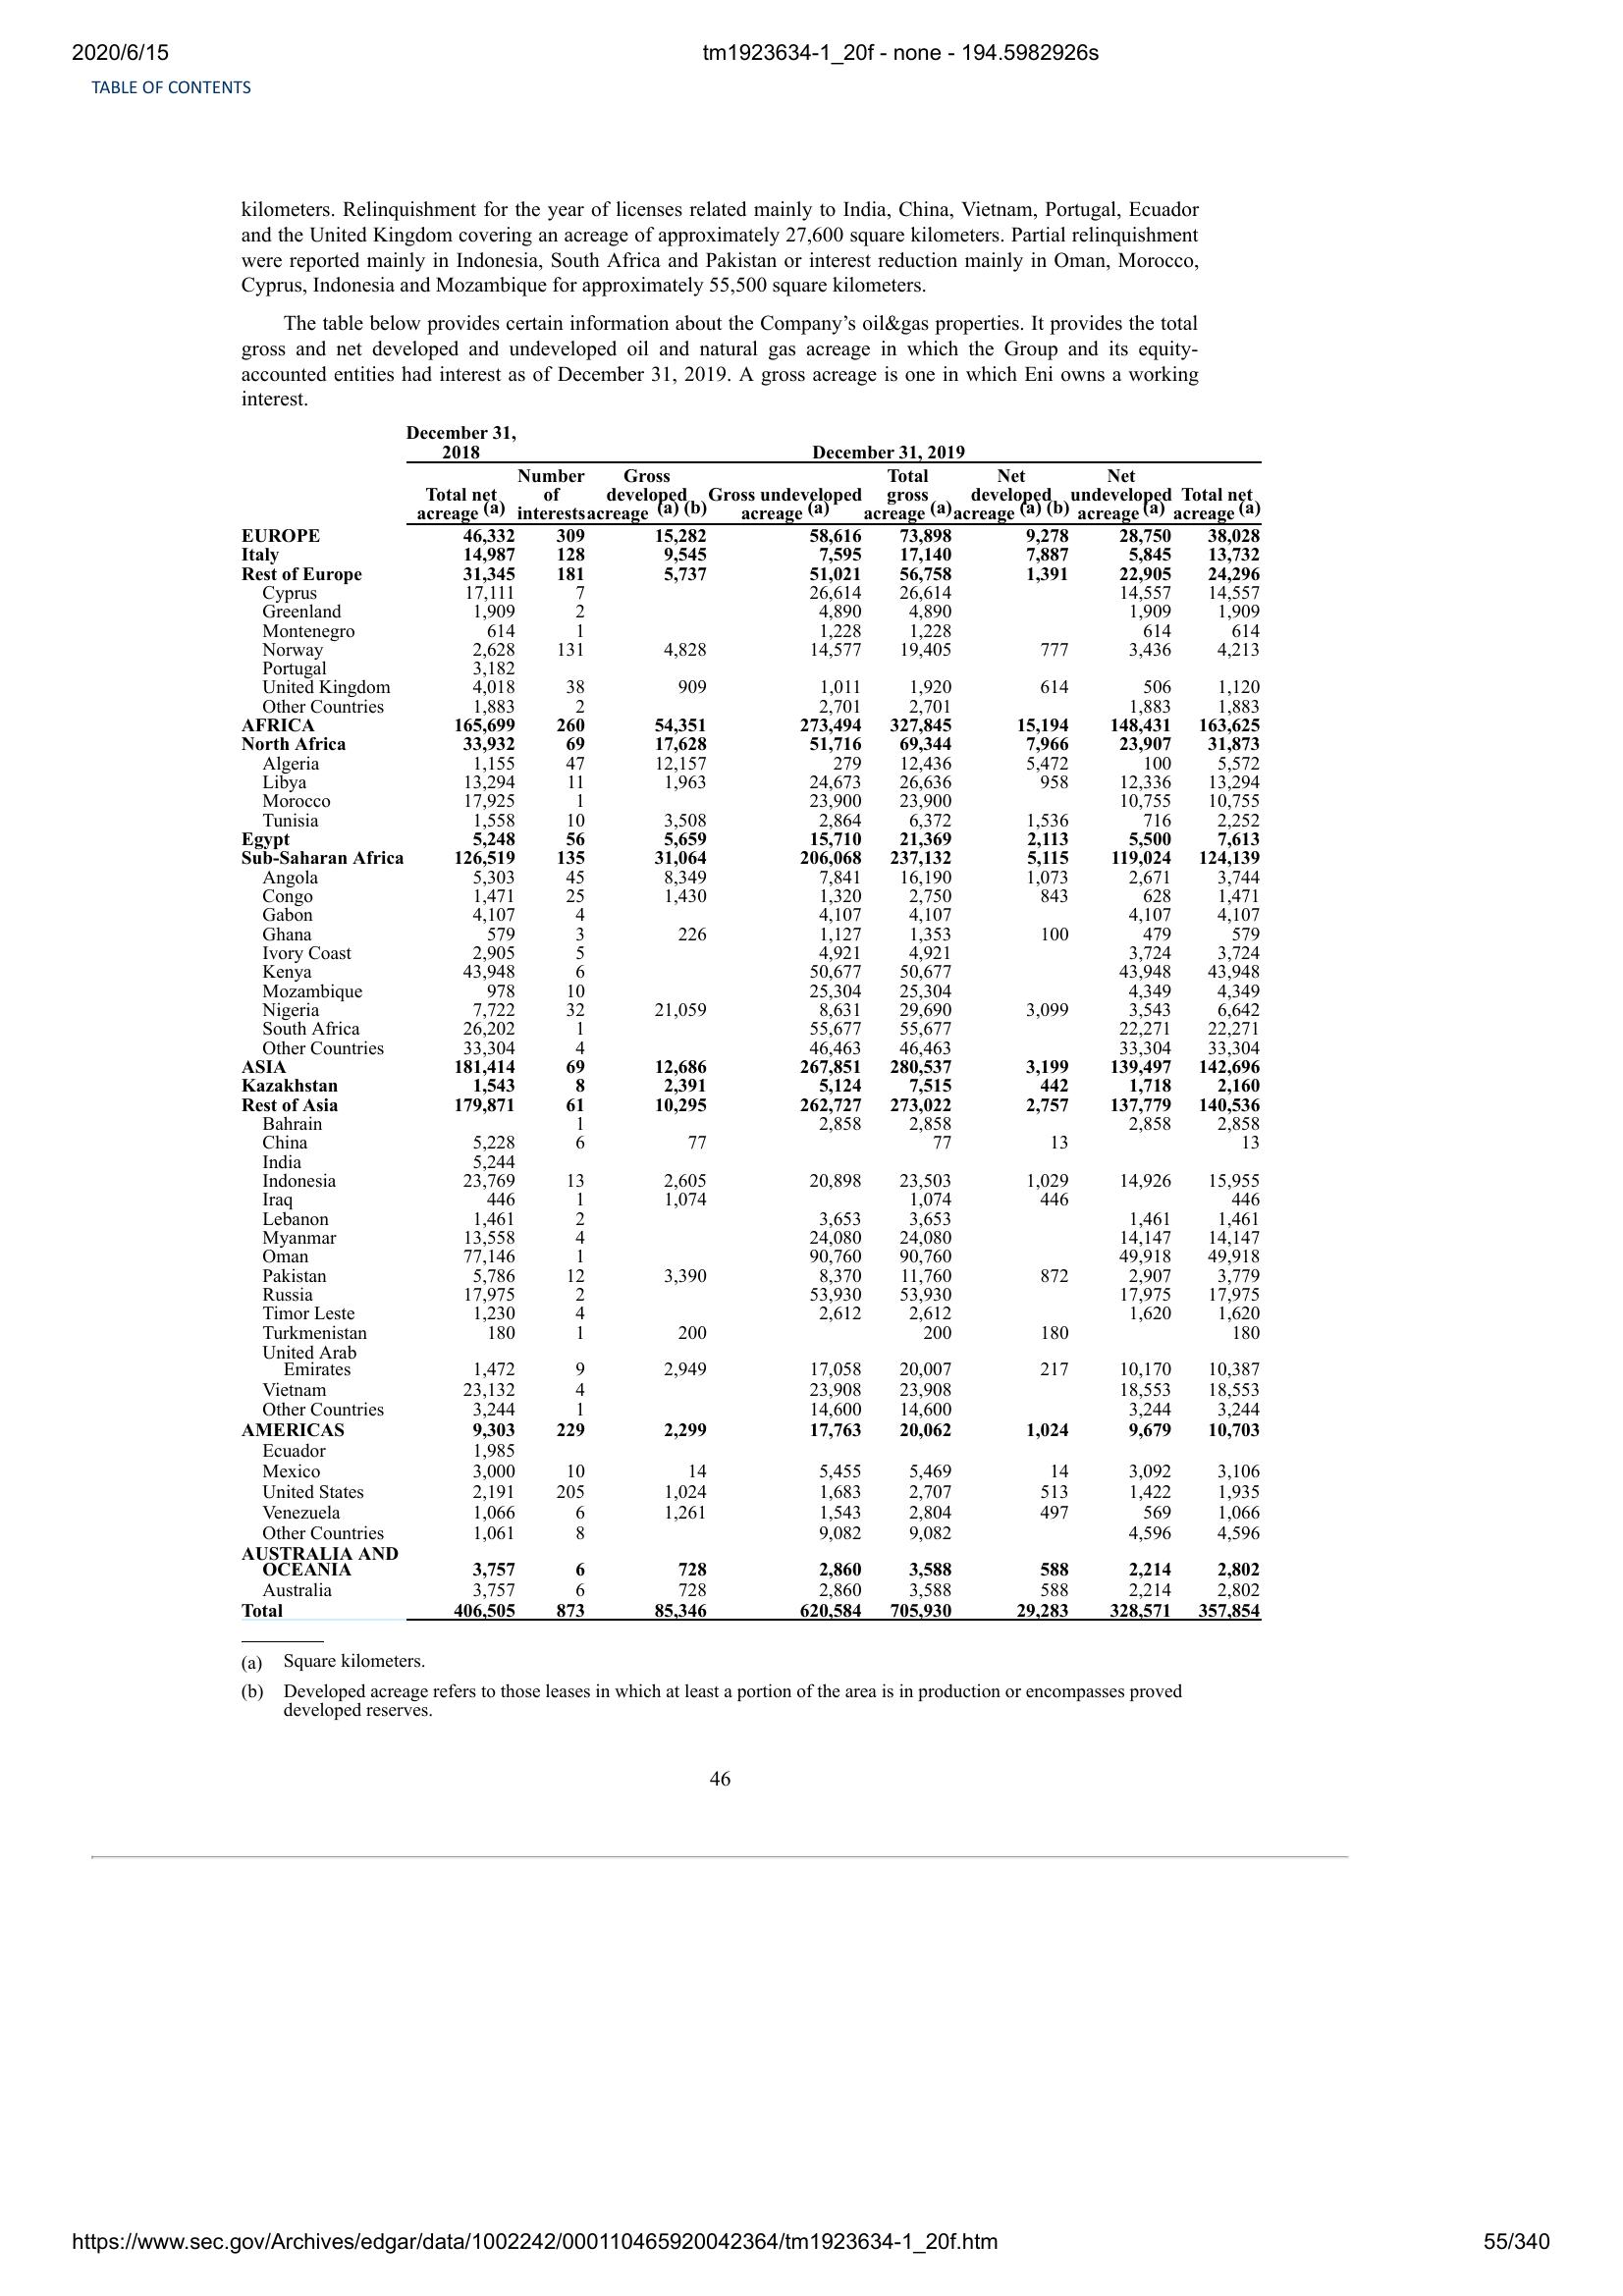 2020/6/15 tm1923634-1_20f - none - 194.5982926s
TABLE OF CONTENTS
kilometers. Relinquishment for the year of licenses related mainly to India, China, Vietnam, Portugal, Ecuador
and the United Kingdom covering an acreage of approximately 27,600 square kilometers. Partial relinquishment
were reported mainly in Indonesia, South Africa and Pakistan or interest reduction mainly in Oman, Morocco,
Cyprus, Indonesia and Mozambique for approximately 55,500 square kilometers.
The table below provides certain information about the Company’s oil&gas properties. It provides the total
gross and net developed and undeveloped oil and natural gas acreage in which the Group and its equity-
accounted entities had interest as of December 31, 2019. A gross acreage is one in which Eni owns a working
interest.
December 31,
2018 December 31, 2019
Number Gross Total Net Net
Total net of developed Gross undeveloped gross developed undeveloped Total net
acreage (a) interests acreage (a) (b) acreage (a) acreage (a) acreage (a) (b) acreage (a) acreage (a)
EUROPE 46,332 309 15,282 58,616 73,898 9,278 28,750 38,028
Italy 14,987 128 9,545 7,595 17,140 7,887 5,845 13,732
Rest of Europe 31,345 181 5,737 51,021 56,758 1,391 22,905 24,296
Cyprus 17,111 7 26,614 26,614 14,557 14,557
Greenland 1,909 2 4,890 4,890 1,909 1,909
Montenegro 614 1 1,228 1,228 614 614
Norway 2,628 131 4,828 14,577 19,405 777 3,436 4,213
Portugal 3,182
United Kingdom 4,018 38 909 1,011 1,920 614 506 1,120
Other Countries 1,883 2 2,701 2,701 1,883 1,883
AFRICA 165,699 260 54,351 273,494 327,845 15,194 148,431 163,625
North Africa 33,932 69 17,628 51,716 69,344 7,966 23,907 31,873
Algeria 1,155 47 12,157 279 12,436 5,472 100 5,572
Libya 13,294 11 1,963 24,673 26,636 958 12,336 13,294
Morocco 17,925 1 23,900 23,900 10,755 10,755
Tunisia 1,558 10 3,508 2,864 6,372 1,536 716 2,252
Egypt 5,248 56 5,659 15,710 21,369 2,113 5,500 7,613
Sub-Saharan Africa 126,519 135 31,064 206,068 237,132 5,115 119,024 124,139
Angola 5,303 45 8,349 7,841 16,190 1,073 2,671 3,744
Congo 1,471 25 1,430 1,320 2,750 843 628 1,471
Gabon 4,107 4 4,107 4,107 4,107 4,107
Ghana 579 3 226 1,127 1,353 100 479 579
Ivory Coast 2,905 5 4,921 4,921 3,724 3,724
Kenya 43,948 6 50,677 50,677 43,948 43,948
Mozambique 978 10 25,304 25,304 4,349 4,349
Nigeria 7,722 32 21,059 8,631 29,690 3,099 3,543 6,642
South Africa 26,202 1 55,677 55,677 22,271 22,271
Other Countries 33,304 4 46,463 46,463 33,304 33,304
ASIA 181,414 69 12,686 267,851 280,537 3,199 139,497 142,696
Kazakhstan 1,543 8 2,391 5,124 7,515 442 1,718 2,160
Rest of Asia 179,871 61 10,295 262,727 273,022 2,757 137,779 140,536
Bahrain 1 2,858 2,858 2,858 2,858
China 5,228 6 77 77 13 13
India 5,244
Indonesia 23,769 13 2,605 20,898 23,503 1,029 14,926 15,955
Iraq 446 1 1,074 1,074 446 446
Lebanon 1,461 2 3,653 3,653 1,461 1,461
Myanmar 13,558 4 24,080 24,080 14,147 14,147
Oman 77,146 1 90,760 90,760 49,918 49,918
Pakistan 5,786 12 3,390 8,370 11,760 872 2,907 3,779
Russia 17,975 2 53,930 53,930 17,975 17,975
Timor Leste 1,230 4 2,612 2,612 1,620 1,620
Turkmenistan 180 1 200 200 180 180
United Arab
Emirates 1,472 9 2,949 17,058 20,007 217 10,170 10,387
Vietnam 23,132 4 23,908 23,908 18,553 18,553
Other Countries 3,244 1 14,600 14,600 3,244 3,244
AMERICAS 9,303 229 2,299 17,763 20,062 1,024 9,679 10,703
Ecuador 1,985
Mexico 3,000 10 14 5,455 5,469 14 3,092 3,106
United States 2,191 205 1,024 1,683 2,707 513 1,422 1,935
Venezuela 1,066 6 1,261 1,543 2,804 497 569 1,066
Other Countries 1,061 8 9,082 9,082 4,596 4,596
AUSTRALIA AND
OCEANIA 3,757 6 728 2,860 3,588 588 2,214 2,802
Australia 3,757 6 728 2,860 3,588 588 2,214 2,802
Total 406,505 873 85,346 620,584 705,930 29,283 328,571 357,854
(a) Square kilometers.
(b) Developed acreage refers to those leases in which at least a portion of the area is in production or encompasses proved
developed reserves.
46
https://www.sec.gov/Archives/edgar/data/1002242/000110465920042364/tm1923634-1_20f.htm 55/340